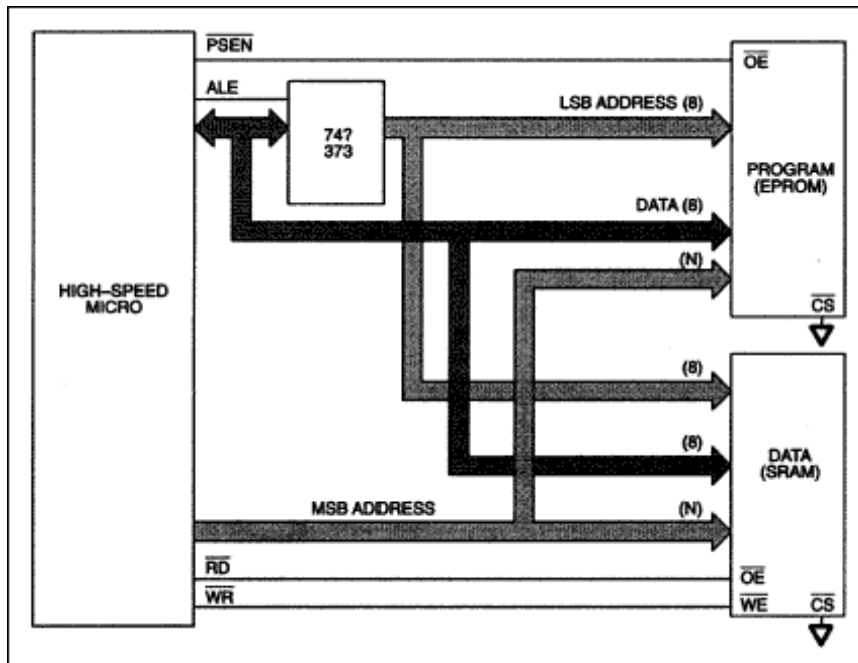 PSEN
OE
ALE
LSB ADDRESS (8)
74?
373
PROGRAM
(EPROM)
DATA (8)
(N)
HIGH–SPEED
MICRO
CS
(8)
(8)
DATA
(SRAM)
MSB ADDRESS
(N)
RD
OE
WR
WE
CS